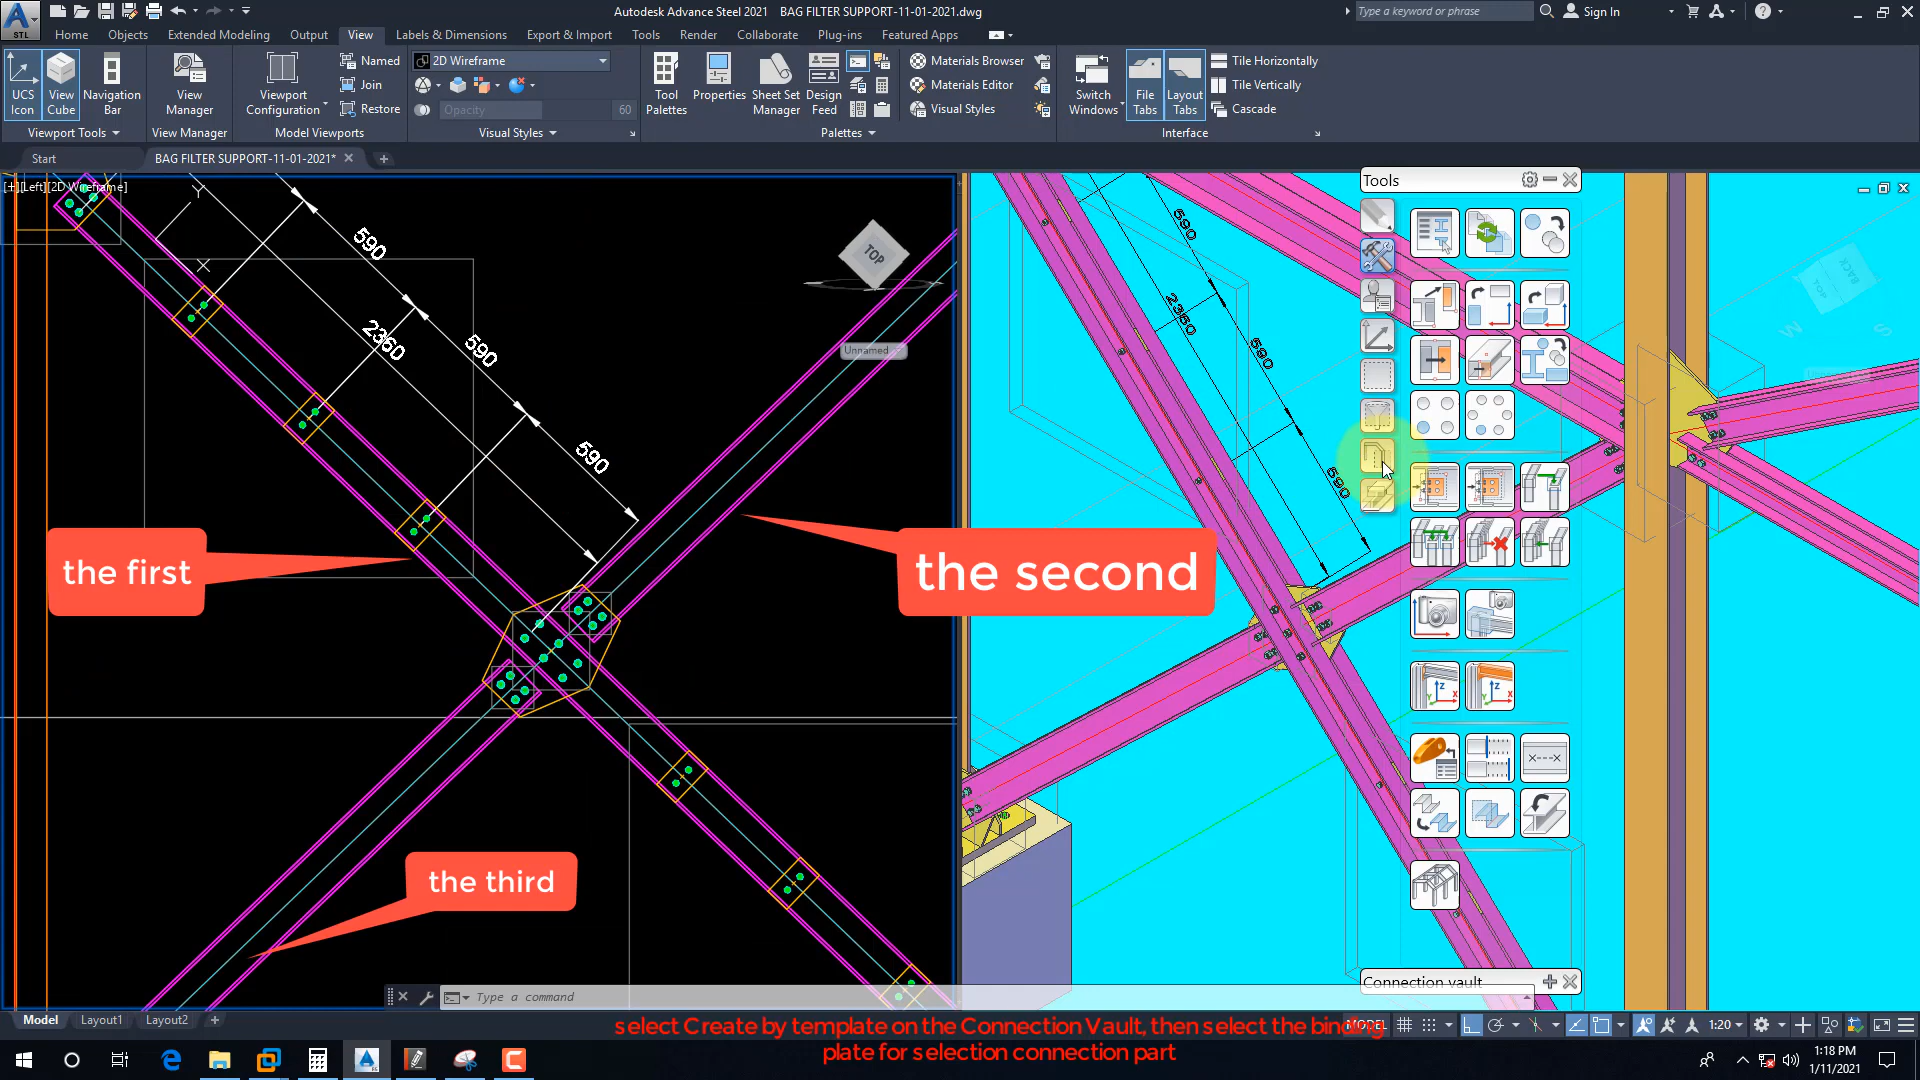 Autodesk Advance Steel 2021   BAG FILTER SUPPORT-11-01-2021.dwg
Type a keyword or phrase
Sign In
STL
Home
Objects
Extended Modeling
Output
View
Labels & Dimensions
Export & Import
Tools
Render
Collaborate
Plug-ins
Featured Apps
UCS Icon
View Cube
Navigation Bar
Viewport Tools
View Manager
View Manager
Viewport Configuration
Named
Join
Restore
Model Viewports
2D Wireframe
Opacity
60
Visual Styles
Tool Palettes
Properties
Sheet Set Manager
Design Feed
Palettes
Materials Browser
Materials Editor
Visual Styles
Switch Windows
File Tabs
Layout Tabs
Tile Horizontally
Tile Vertically
Cascade
Interface
Start
BAG FILTER SUPPORT-11-01-2021*
[+][Left][2D Wireframe]
Y
X
590
590
590
2360
TOP
Unnamed
the first
the second
the third
590
590
590
2360
Tools
TOP
BACK
W
S
Connection vault
Type a command
Model
Layout1
Layout2
MODEL
1:20
select Create by template on the Connection Vault, then select the binding
plate for selection connection part
1:18 PM
1/11/2021